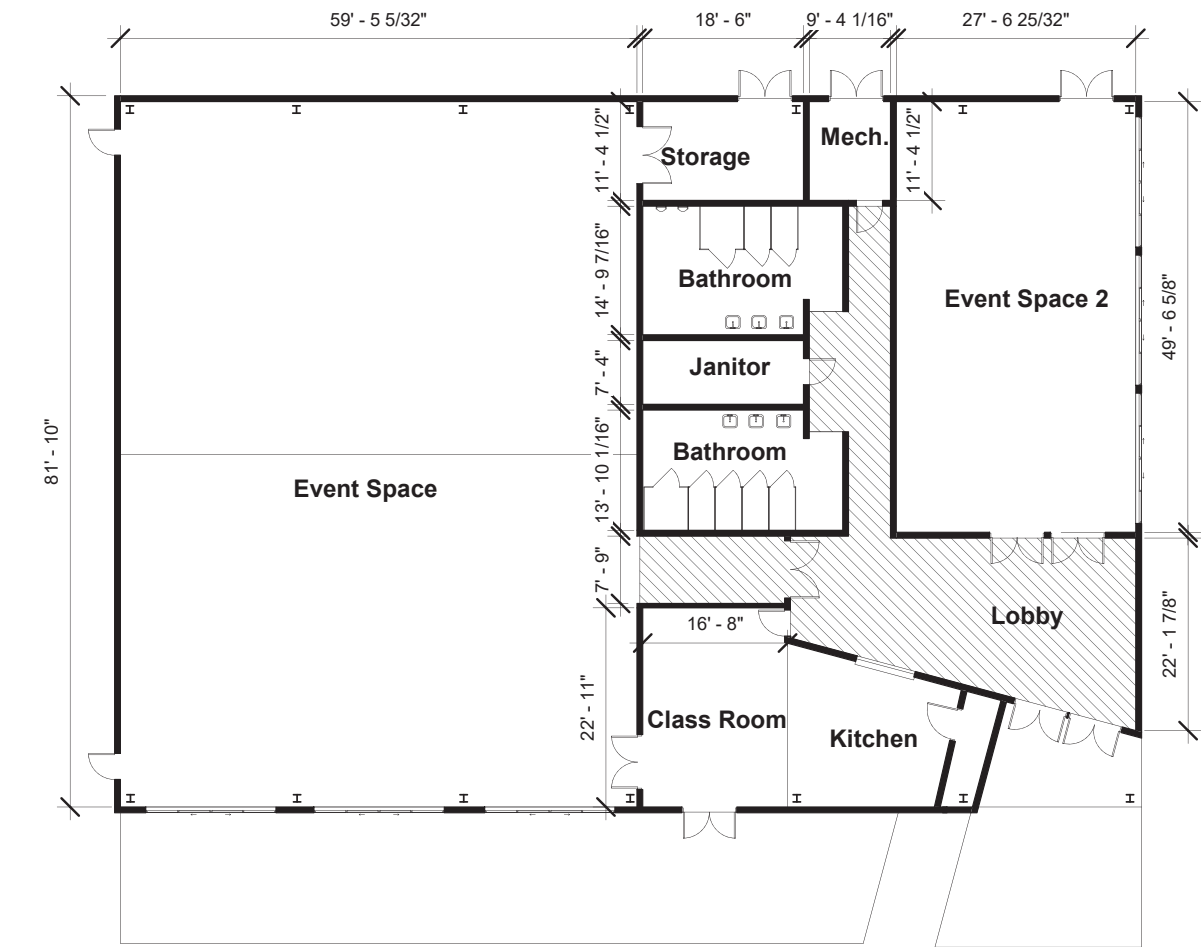 59' - 5 5/32"
18' - 6"
9' - 4 1/16"
27' - 6 25/32"
81' - 10"
11' - 4 1/2"
Storage
Mech.
11' - 4 1/2"
14' - 9 7/16"
Bathroom
Event Space 2
49' - 6 5/8"
7' - 4"
Janitor
13' - 10 1/16"
Bathroom
Event Space
7' - 9"
16' - 8"
Lobby
22' - 1 7/8"
22' - 11"
Class Room
Kitchen